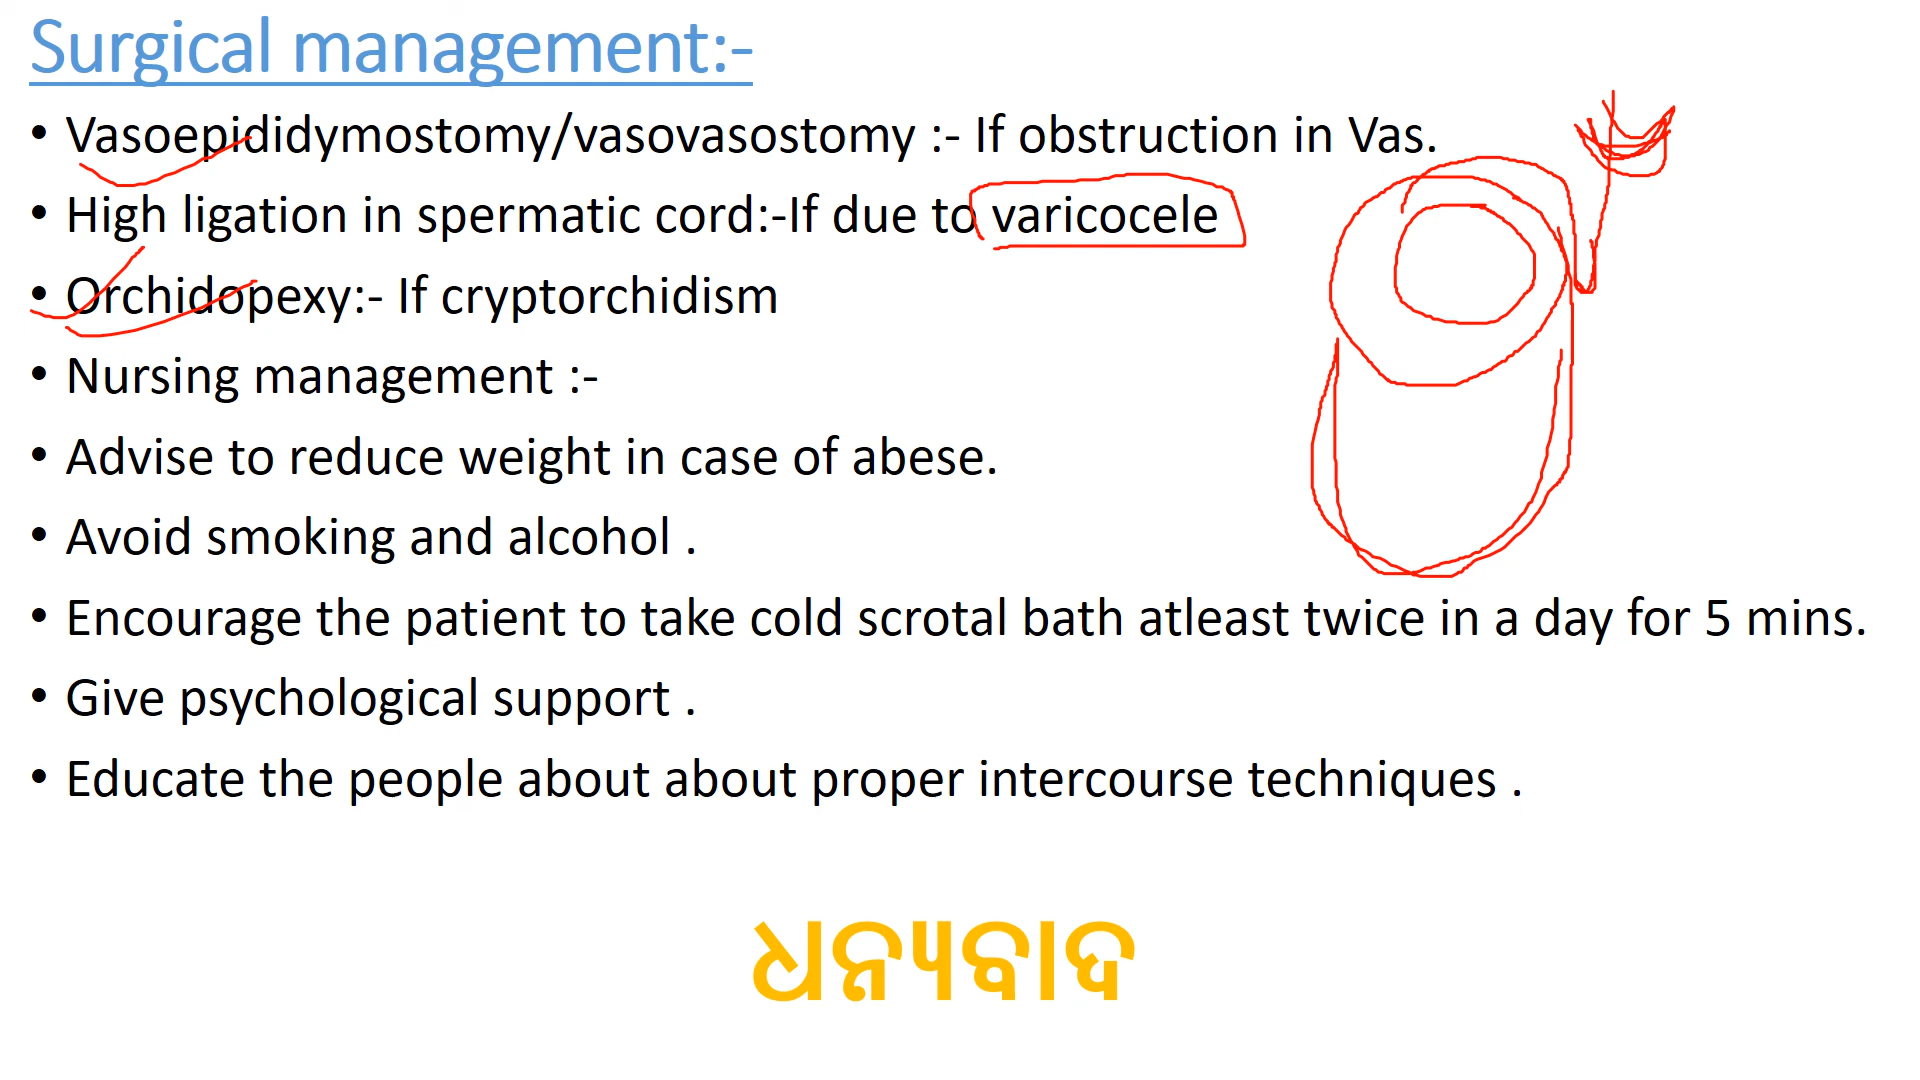 Surgical management:-
• Vasoepididymostomy/vasovasostomy :- If obstruction in Vas.
• High ligation in spermatic cord:-If due to varicocele
• Orchidopexy:- If cryptorchidism
• Nursing management :-
• Advise to reduce weight in case of abese.
• Avoid smoking and alcohol .
• Encourage the patient to take cold scrotal bath atleast twice in a day for 5 mins.
• Give psychological support .
• Educate the people about about proper intercourse techniques .
ଧନ୍ୟବାଦ